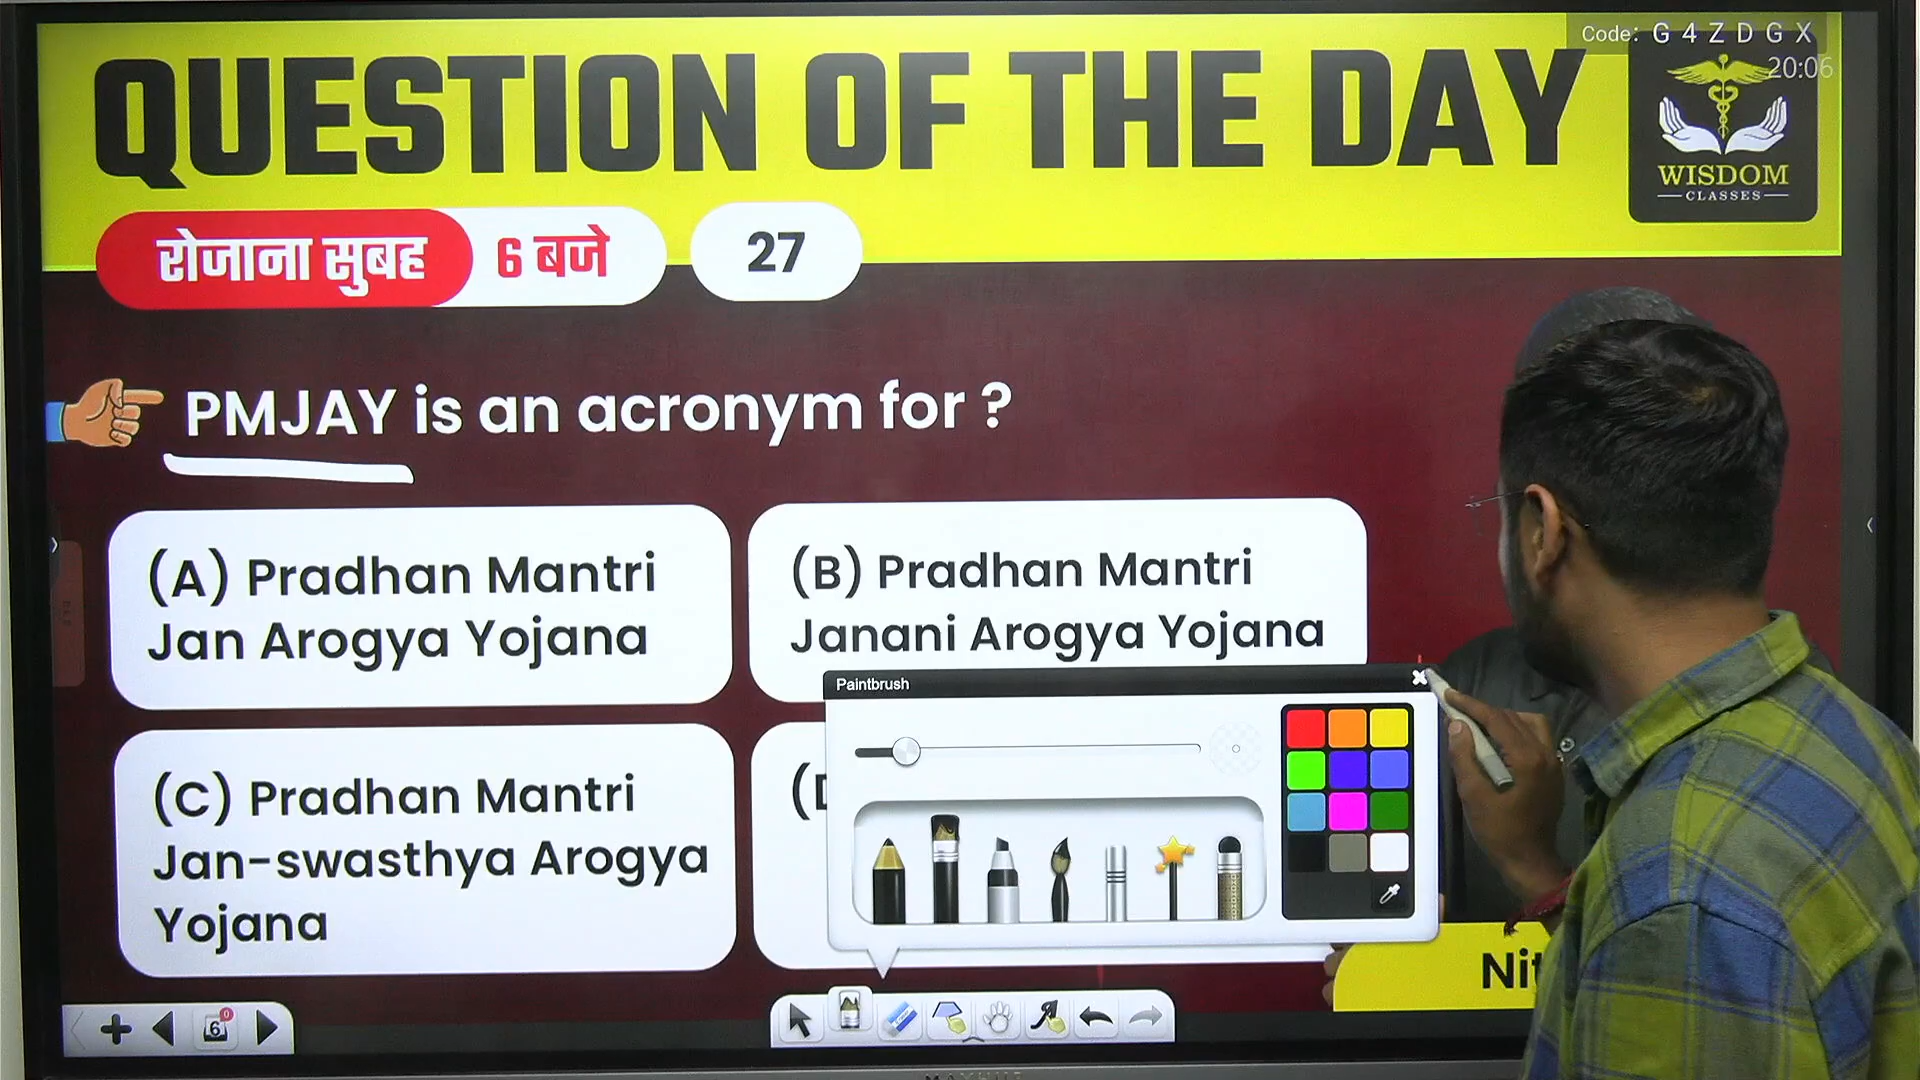 Code: G 4 Z D G X
20:06
QUESTION OF THE DAY
WISDOM
CLASSES
रोजाना सुबह 6 बजे 27
PMJAY is an acronym for ?
(A) Pradhan Mantri
Jan Arogya Yojana
(B) Pradhan Mantri
Janani Arogya Yojana
Paintbrush
(C) Pradhan Mantri
Jan-swasthya Arogya
Yojana
6
0